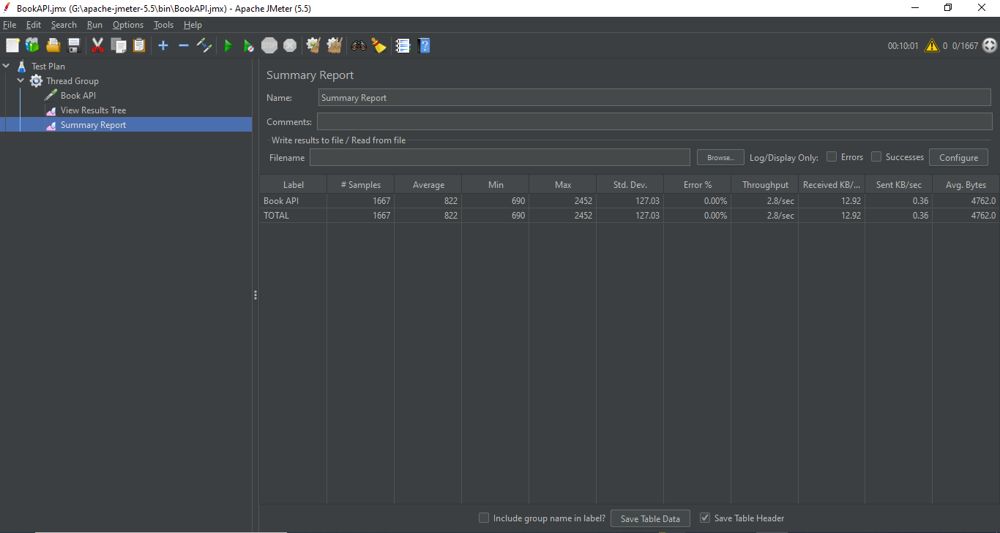 BookAPI.jmx (G:\apache-jmeter-5.5\bin\BookAPI.jmx) - Apache JMeter (5.5)
File Edit Search Run Options Tools Help
STOP ? 00:10:01 0 0/1667
Test Plan
Thread Group
Book API
View Results Tree
Summary Report
Summary Report
Name: Summary Report
Comments:
Write results to file / Read from file
Filename Browse... Log/Display Only: Errors Successes Configure
Label # Samples Average Min Max Std. Dev. Error % Throughput Received KB/... Sent KB/sec Avg. Bytes
Book API 1667 822 690 2452 127.03 0.00% 2.8/sec 12.92 0.36 4762.0
TOTAL 1667 822 690 2452 127.03 0.00% 2.8/sec 12.92 0.36 4762.0
Include group name in label? Save Table Data Save Table Header